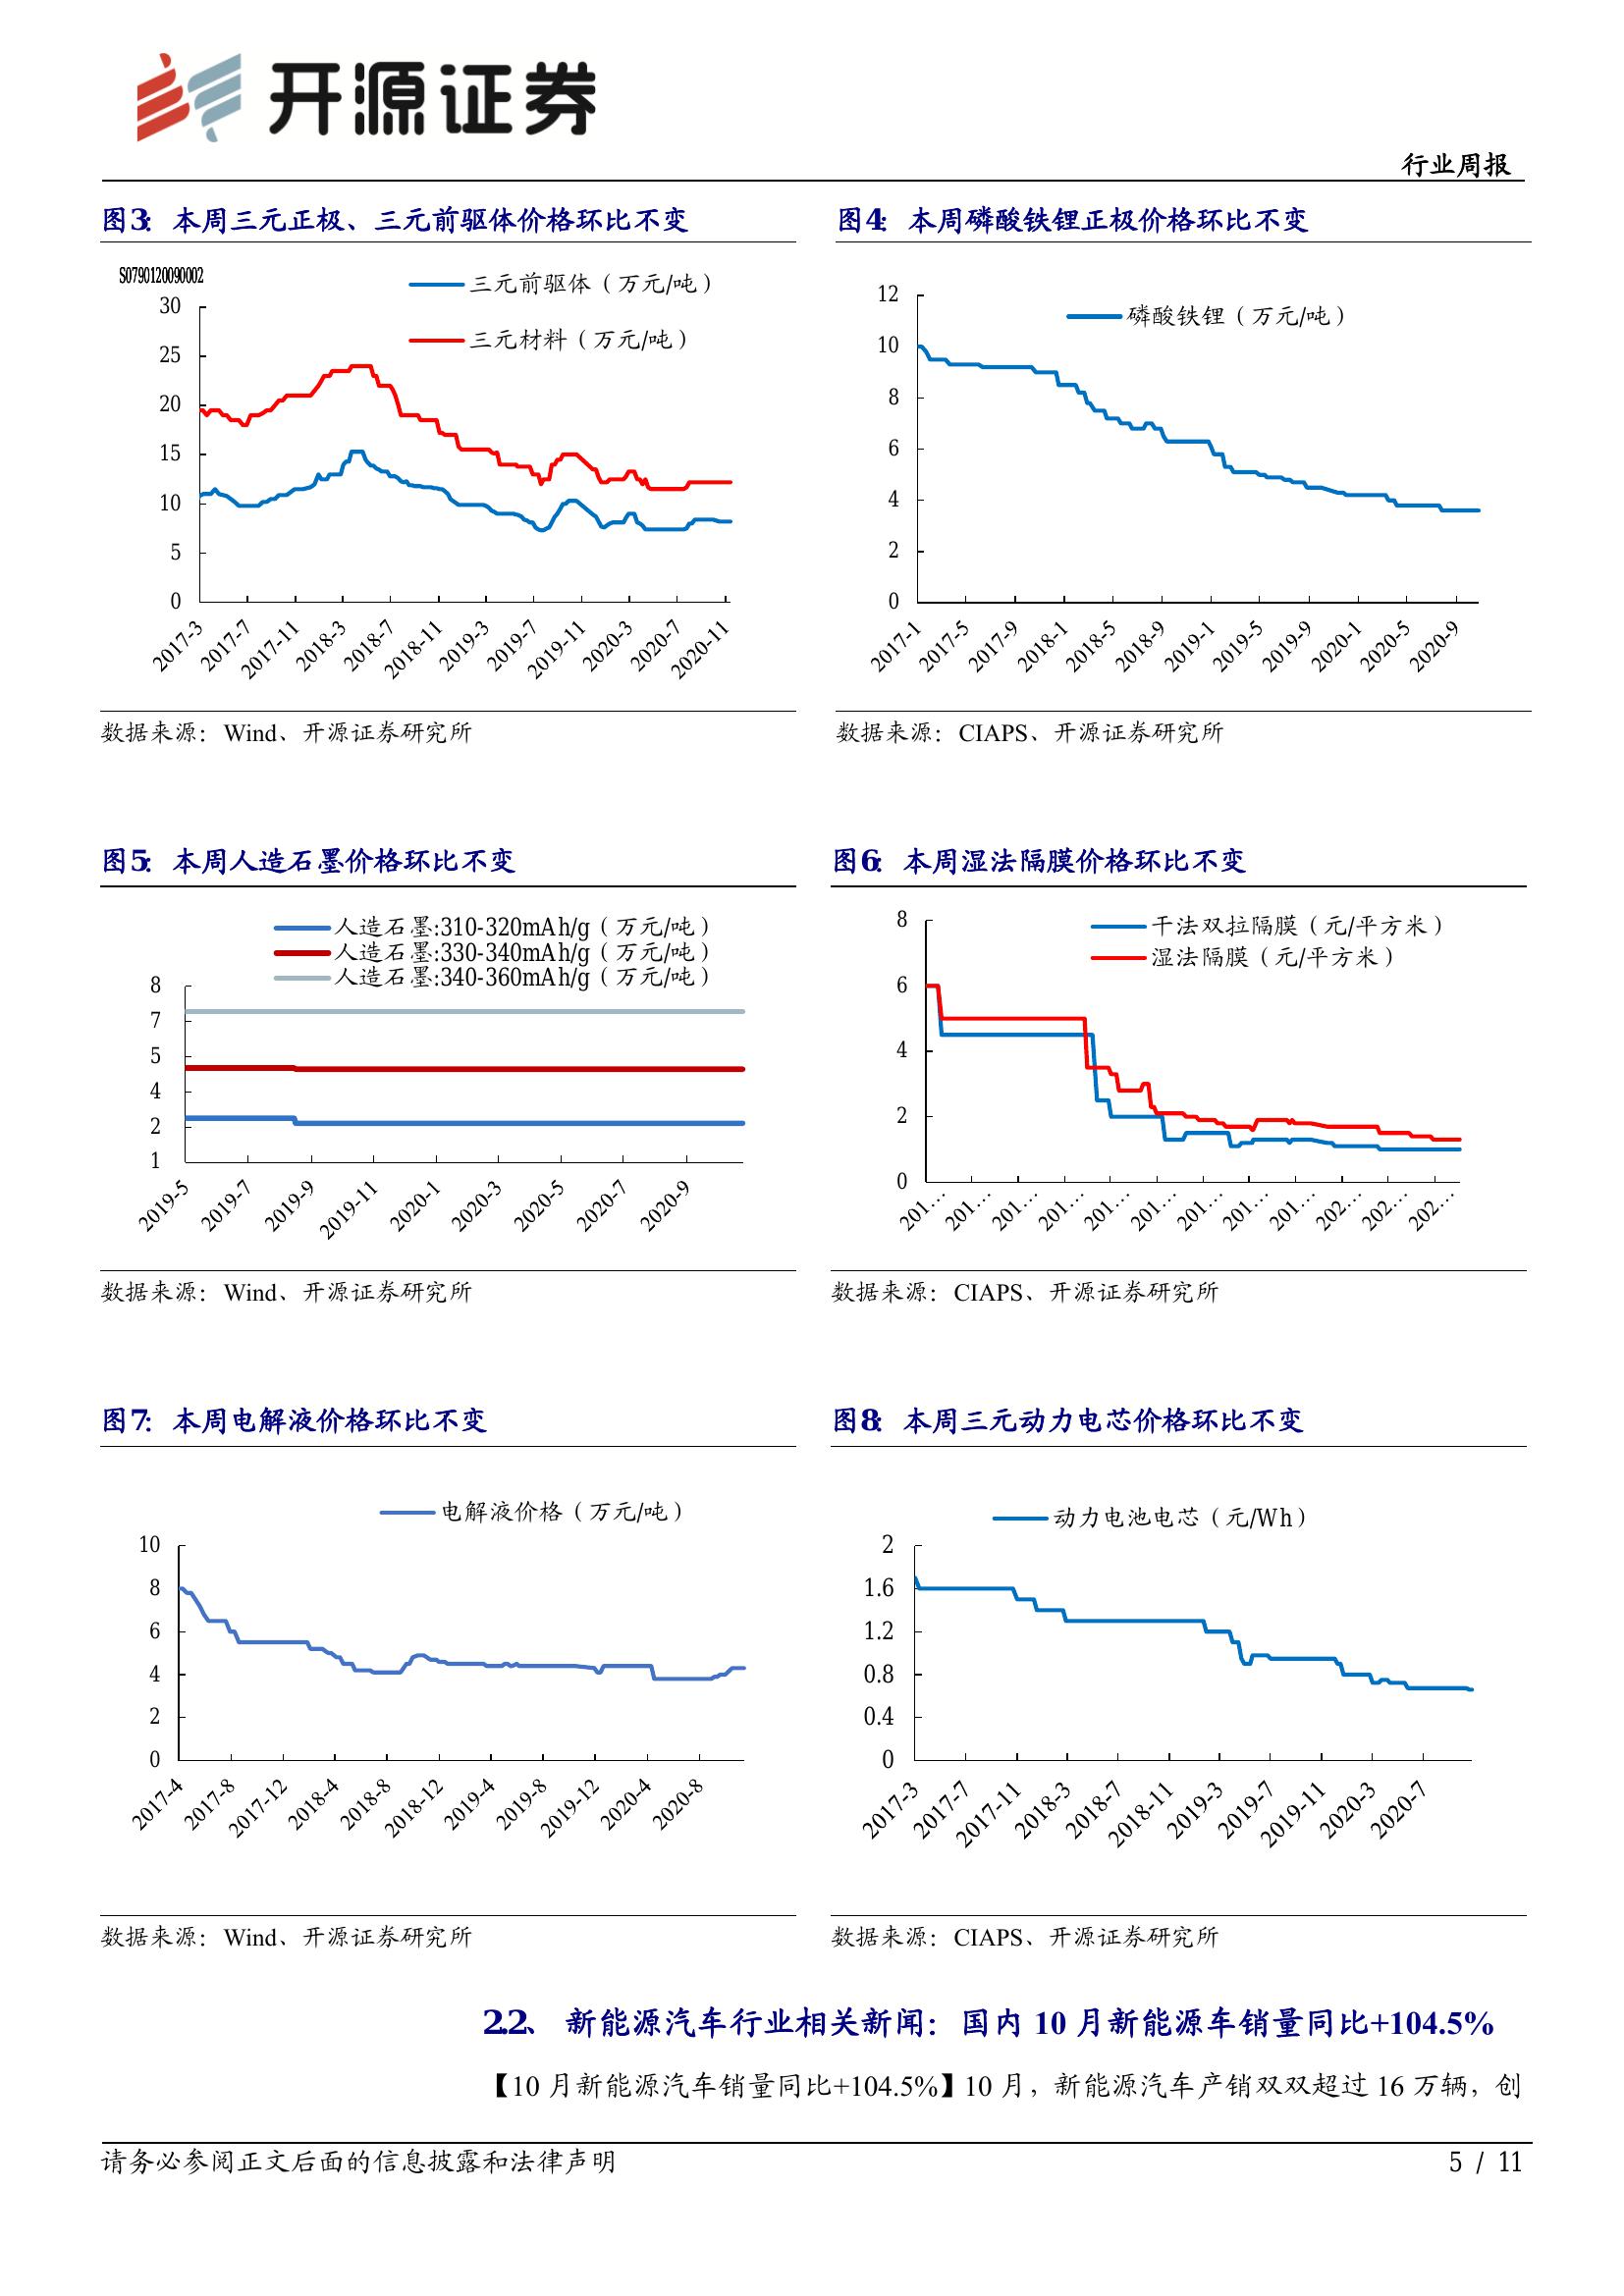 开源证券
行业周报
图3： 本周三元正极、三元前驱体价格环比不变
S0790120090002
三元前驱体（万元/吨）
三元材料（万元/吨）
30
25
20
15
10
5
0
2017-3 2017-7 2017-11 2018-3 2018-7 2018-11 2019-3 2019-7 2019-11 2020-3 2020-7 2020-11
数据来源：Wind、开源证券研究所
图4： 本周磷酸铁锂正极价格环比不变
磷酸铁锂（万元/吨）
12
10
8
6
4
2
0
2017-1 2017-5 2017-9 2018-1 2018-5 2018-9 2019-1 2019-5 2019-9 2020-1 2020-5 2020-9
数据来源：CIAPS、开源证券研究所
图5： 本周人造石墨价格环比不变
人造石墨:310-320mAh/g（万元/吨）
人造石墨:330-340mAh/g（万元/吨）
人造石墨:340-360mAh/g（万元/吨）
8
7
5
4
2
1
2019-5 2019-7 2019-9 2019-11 2020-1 2020-3 2020-5 2020-7 2020-9
数据来源：Wind、开源证券研究所
图6： 本周湿法隔膜价格环比不变
干法双拉隔膜（元/平方米）
湿法隔膜（元/平方米）
8
6
4
2
0
201… 201… 201… 201… 201… 201… 201… 201… 201… 202… 202… 202…
数据来源：CIAPS、开源证券研究所
图7： 本周电解液价格环比不变
电解液价格（万元/吨）
10
8
6
4
2
0
2017-4 2017-8 2017-12 2018-4 2018-8 2018-12 2019-4 2019-8 2019-12 2020-4 2020-8
数据来源：Wind、开源证券研究所
图8： 本周三元动力电芯价格环比不变
动力电池电芯（元/Wh）
2
1.6
1.2
0.8
0.4
0
2017-3 2017-7 2017-11 2018-3 2018-7 2018-11 2019-3 2019-7 2019-11 2020-3 2020-7
数据来源：CIAPS、开源证券研究所
2.2、 新能源汽车行业相关新闻：国内 10 月新能源车销量同比+104.5%
【10 月新能源汽车销量同比+104.5%】10 月，新能源汽车产销双双超过 16 万辆，创
请务必参阅正文后面的信息披露和法律声明
5 / 11